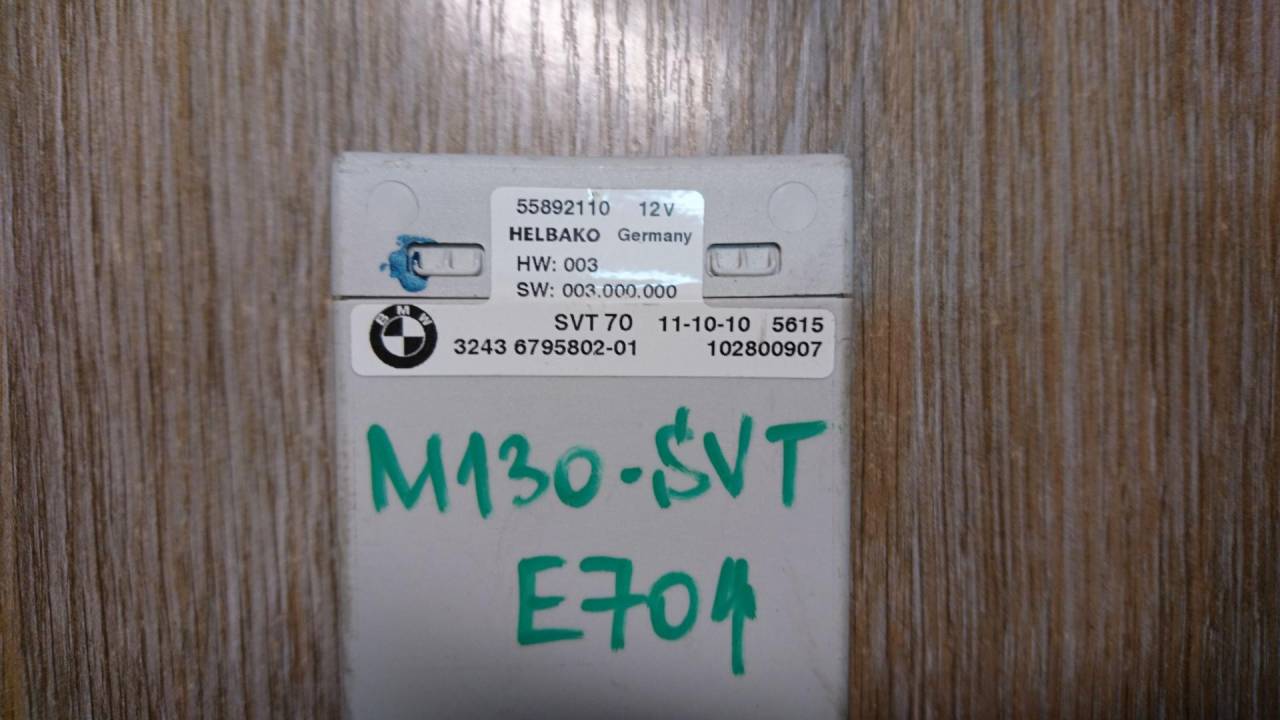 55892110 12V
HELBAKO Germany
HW: 003
SW: 003.000.000
BMW
SVT 70 11-10-10 5615
3243 6795802-01 102800907
M130-SVT